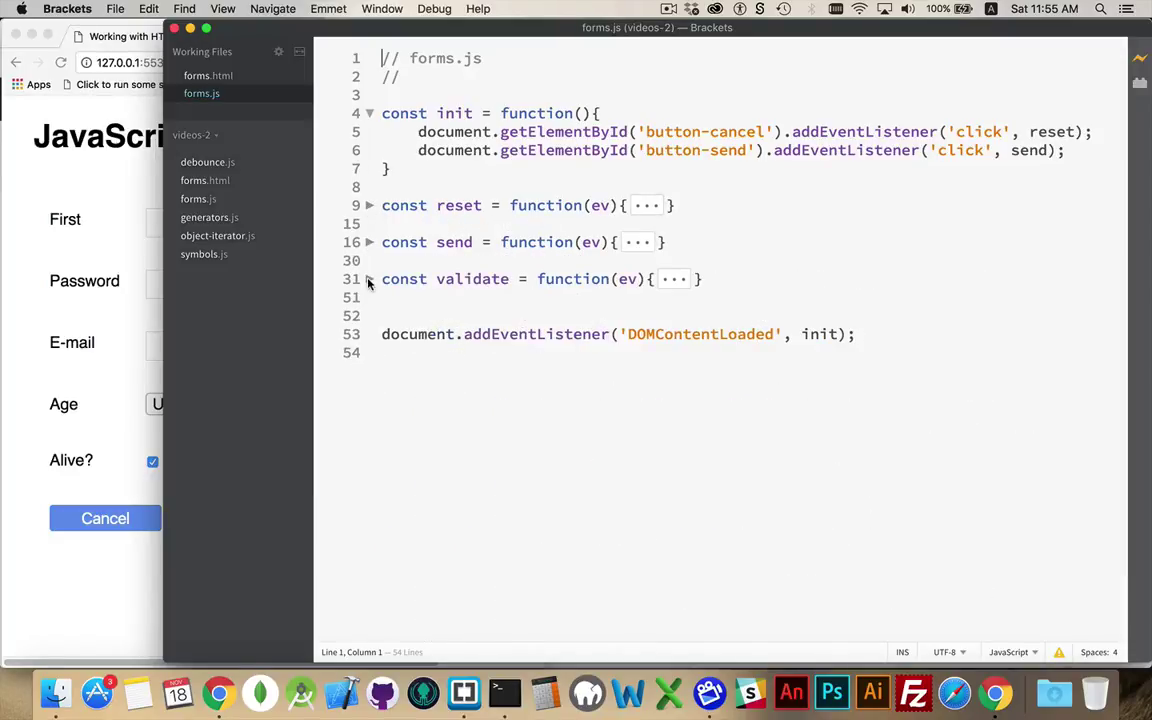 Brackets File Edit Find View Navigate Emmet Window Debug Help 100% Sat 11:55 AM
Working with HT
forms.js (videos-2) — Brackets
127.0.0.1:553
Apps Click to run some s
JavaScri
First
Password
E-mail
Age
U
Alive?
Cancel
Working Files
forms.html
forms.js
videos-2
debounce.js
forms.html
forms.js
generators.js
object-iterator.js
symbols.js
1 // forms.js
2 //
3
4 const init = function(){
5 document.getElementById('button-cancel').addEventListener('click', reset);
6 document.getElementById('button-send').addEventListener('click', send);
7 }
8
9 const reset = function(ev){ ... }
15
16 const send = function(ev){ ... }
30
31 const validate = function(ev){ ... }
51
52
53 document.addEventListener('DOMContentLoaded', init);
54
Line 1, Column 1 — 54 Lines
INS UTF-8 JavaScript Spaces: 4
3
NOV
18
An
Ps
Ai
Fz